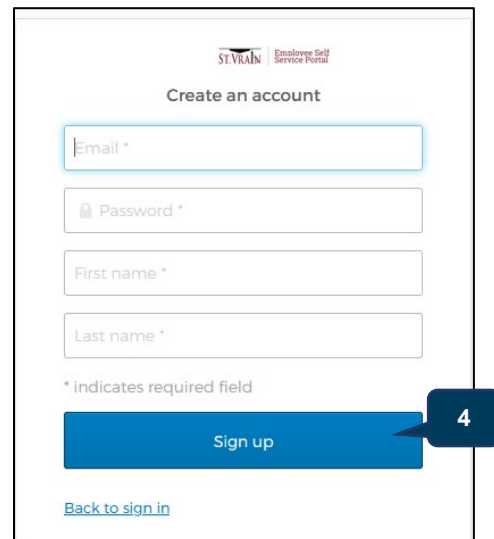 ST.VRAIN Employee Self
Service Portal
Create an account
Email *
Password *
First name *
Last name *
* indicates required field
4
Sign up
Back to sign in